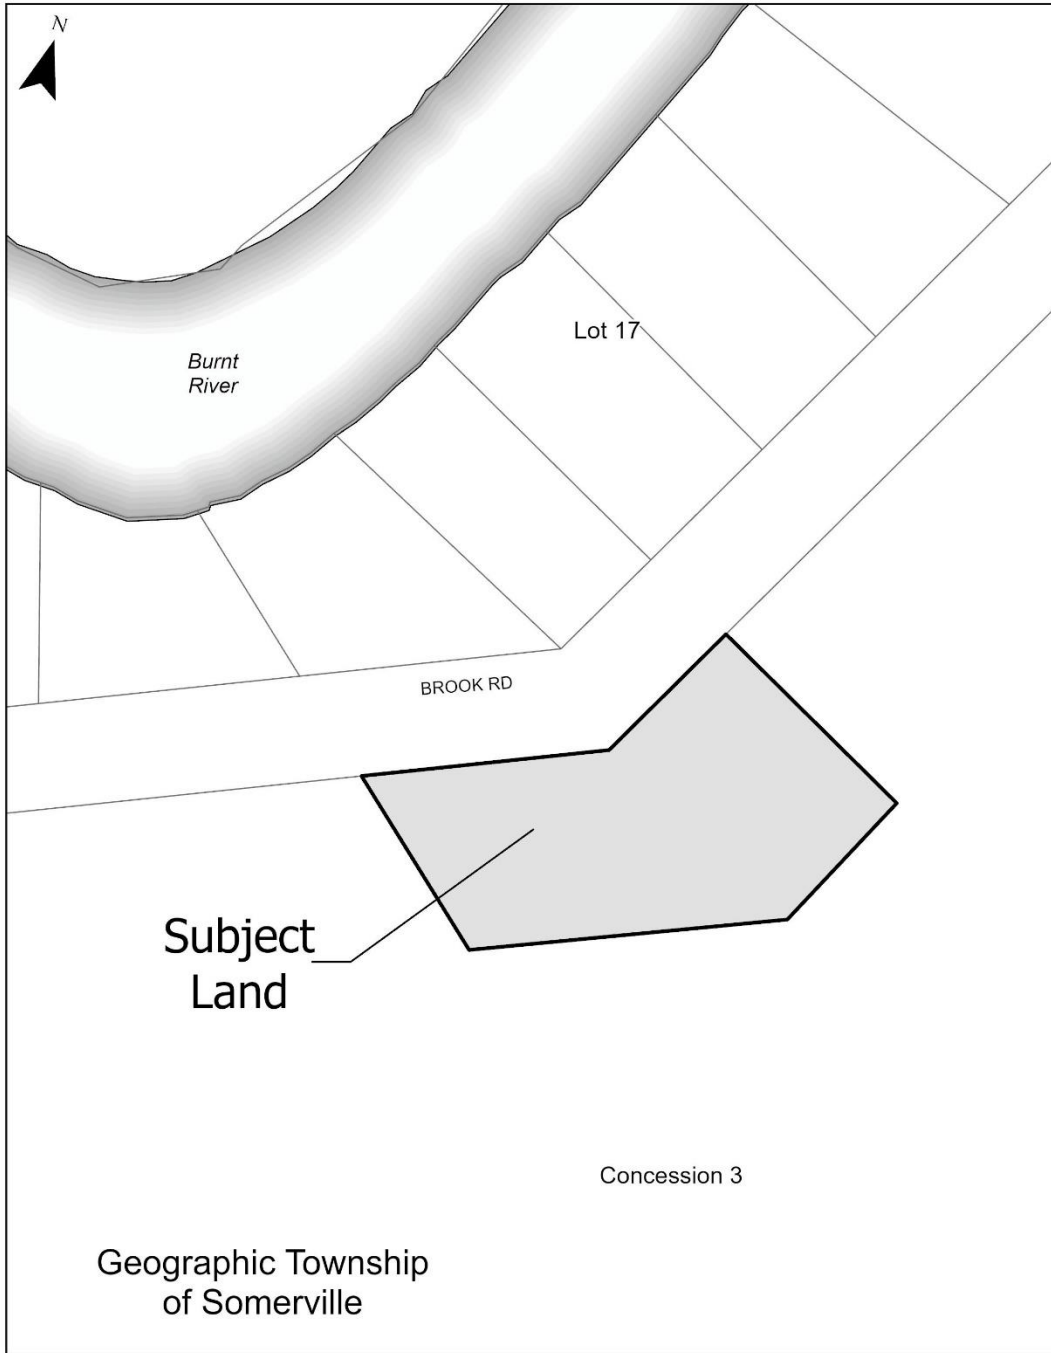 N
Lot 17
Burnt
River
BROOK RD
Subject
Land
Concession 3
Geographic Township
of Somerville